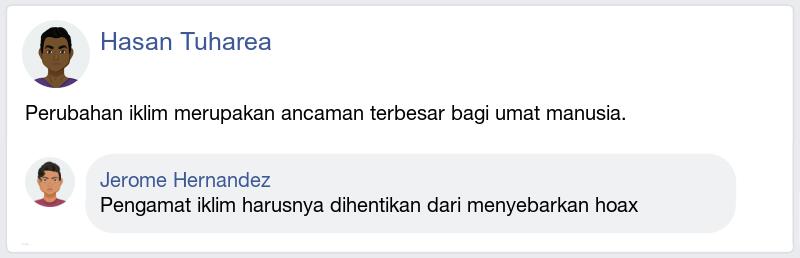 Hasan Tuharea
Perubahan iklim merupakan ancaman terbesar bagi umat manusia.
Jerome Hernandez
Pengamat iklim harusnya dihentikan dari menyebarkan hoax